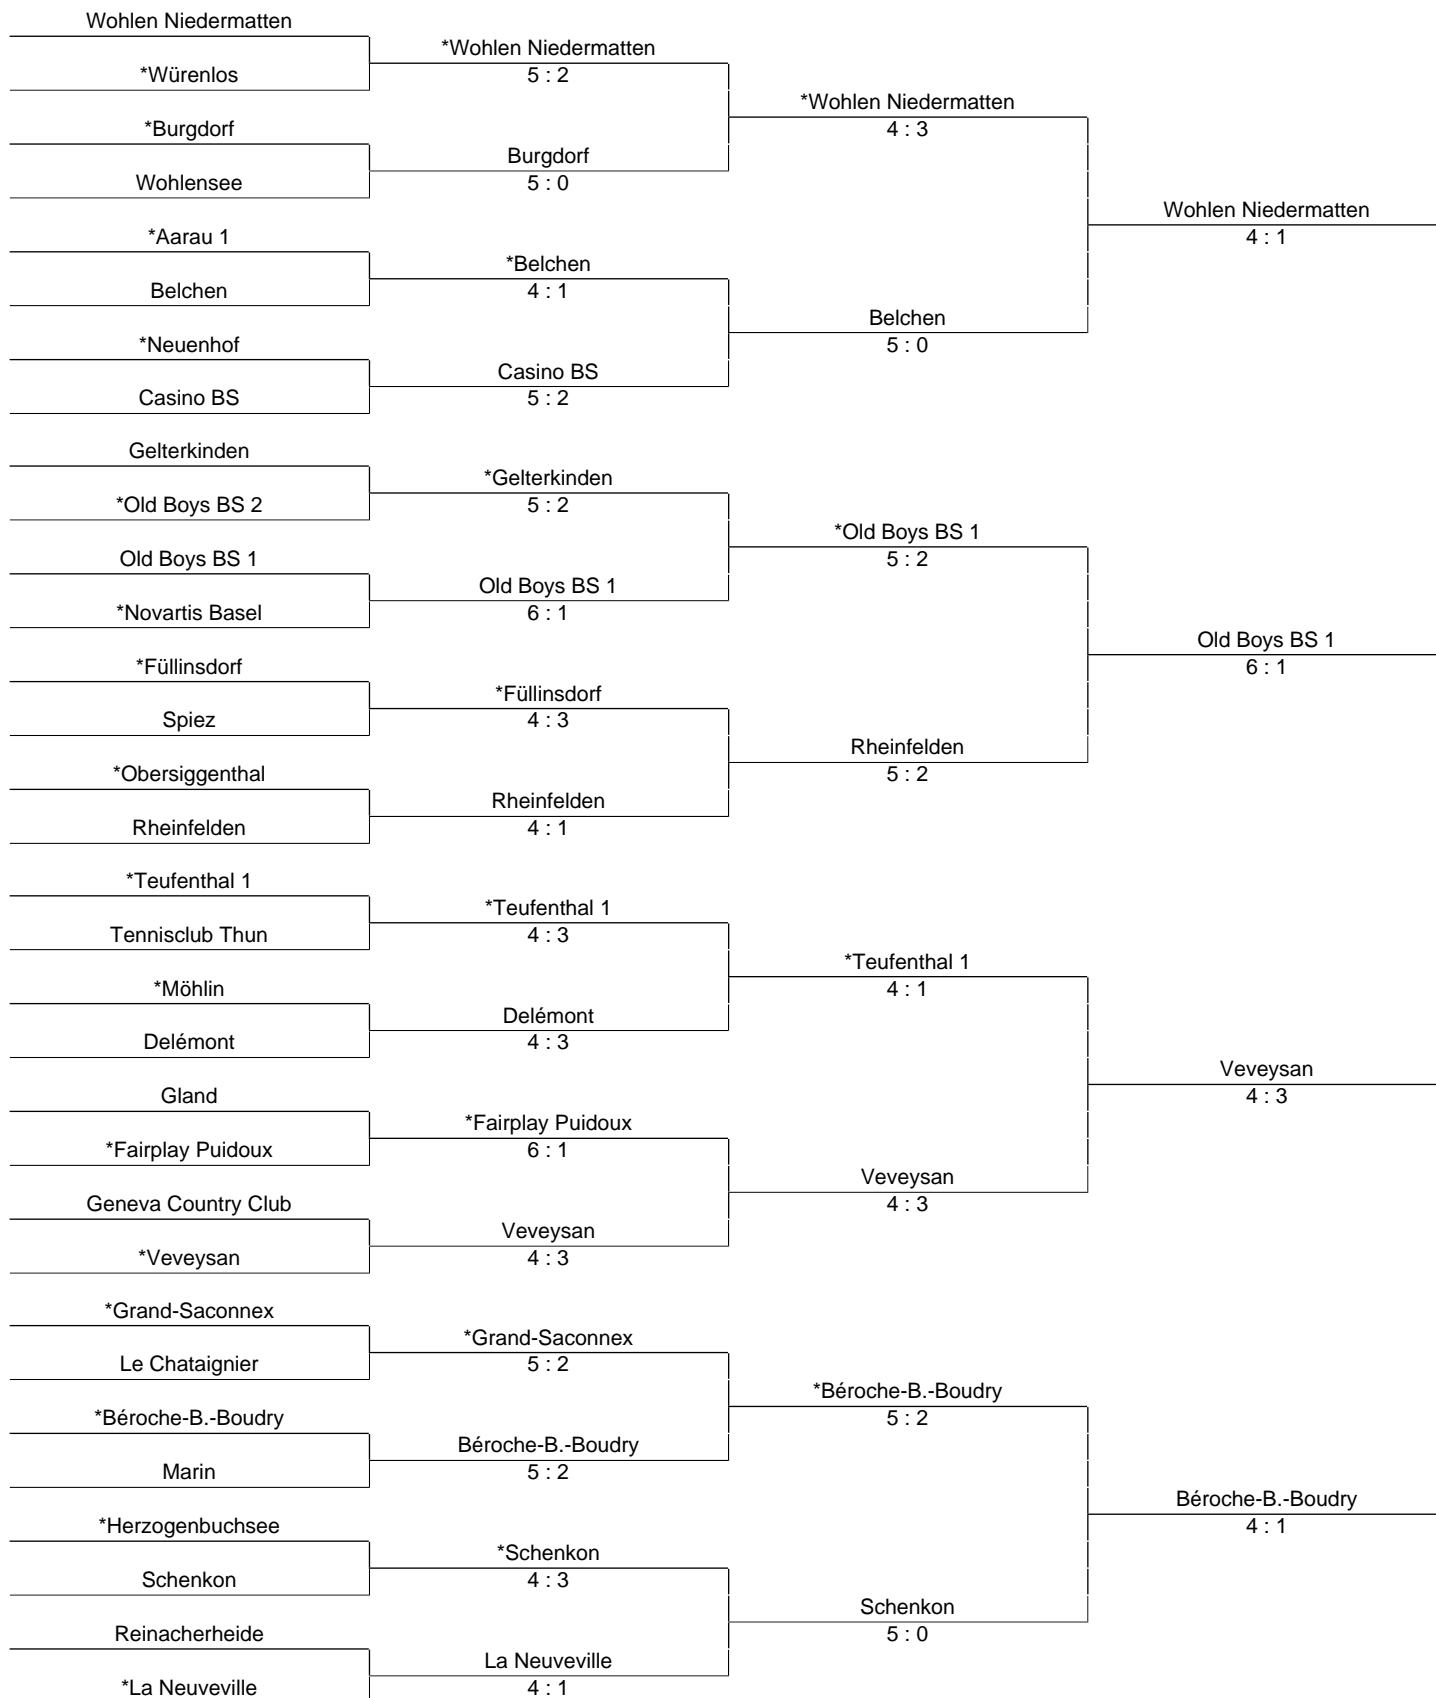 Wohlen Niedermatten
*Würenlos
*Burgdorf
Wohlensee
*Aarau 1
Belchen
*Neuenhof
Casino BS
Gelterkinden
*Old Boys BS 2
Old Boys BS 1
*Novartis Basel
*Füllinsdorf
Spiez
*Obersiggenthal
Rheinfelden
*Teufenthal 1
Tennisclub Thun
*Möhlin
Delémont
Gland
*Fairplay Puidoux
Geneva Country Club
*Veveysan
*Grand-Saconnex
Le Chataignier
*Béroche-B.-Boudry
Marin
*Herzogenbuchsee
Schenkon
Reinacherheide
*La Neuveville
*Wohlen Niedermatten
5 : 2
Burgdorf
5 : 0
*Belchen
4 : 1
Casino BS
5 : 2
*Gelterkinden
5 : 2
Old Boys BS 1
6 : 1
*Füllinsdorf
4 : 3
Rheinfelden
4 : 1
*Teufenthal 1
4 : 3
Delémont
4 : 3
*Fairplay Puidoux
6 : 1
Veveysan
4 : 3
*Grand-Saconnex
5 : 2
Béroche-B.-Boudry
5 : 2
*Schenkon
4 : 3
La Neuveville
4 : 1
*Wohlen Niedermatten
4 : 3
Belchen
5 : 0
*Old Boys BS 1
5 : 2
Rheinfelden
5 : 2
*Teufenthal 1
4 : 1
Veveysan
4 : 3
*Béroche-B.-Boudry
5 : 2
Schenkon
5 : 0
Wohlen Niedermatten
4 : 1
Old Boys BS 1
6 : 1
Veveysan
4 : 3
Béroche-B.-Boudry
4 : 1